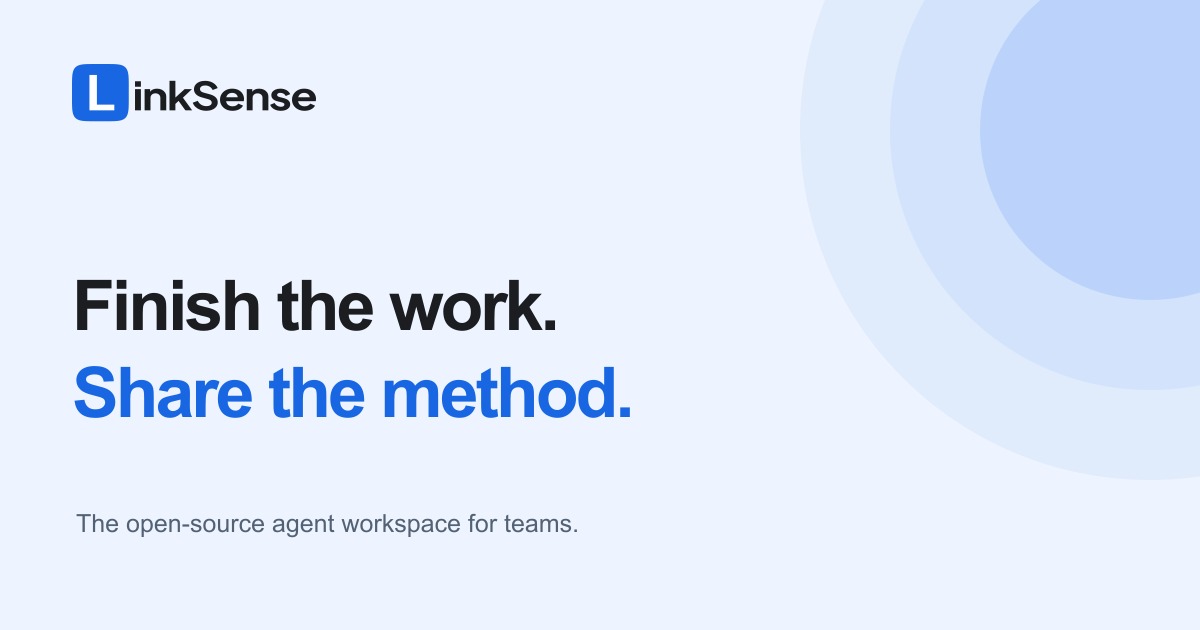 LinkSense
Finish the work.
Share the method.
The open-source agent workspace for teams.